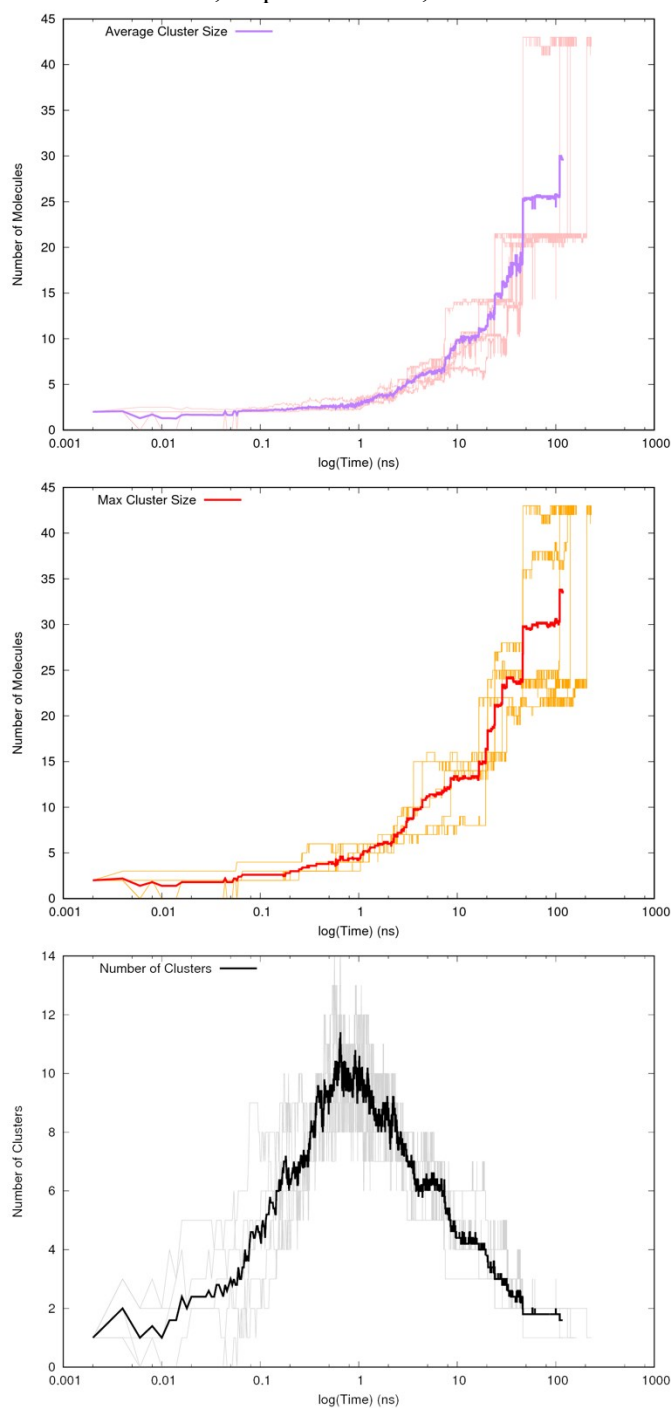 Average Cluster Size
45
40
35
30
25
20
15
10
5
0
Number of Molecules
0.001 0.01 0.1 1 10 100 1000
log(Time) (ns)
Max Cluster Size
45
40
35
30
25
20
15
10
5
0
Number of Molecules
0.001 0.01 0.1 1 10 100 1000
log(Time) (ns)
Number of Clusters
14
12
10
8
6
4
2
0
Number of Clusters
0.001 0.01 0.1 1 10 100 1000
log(Time) (ns)